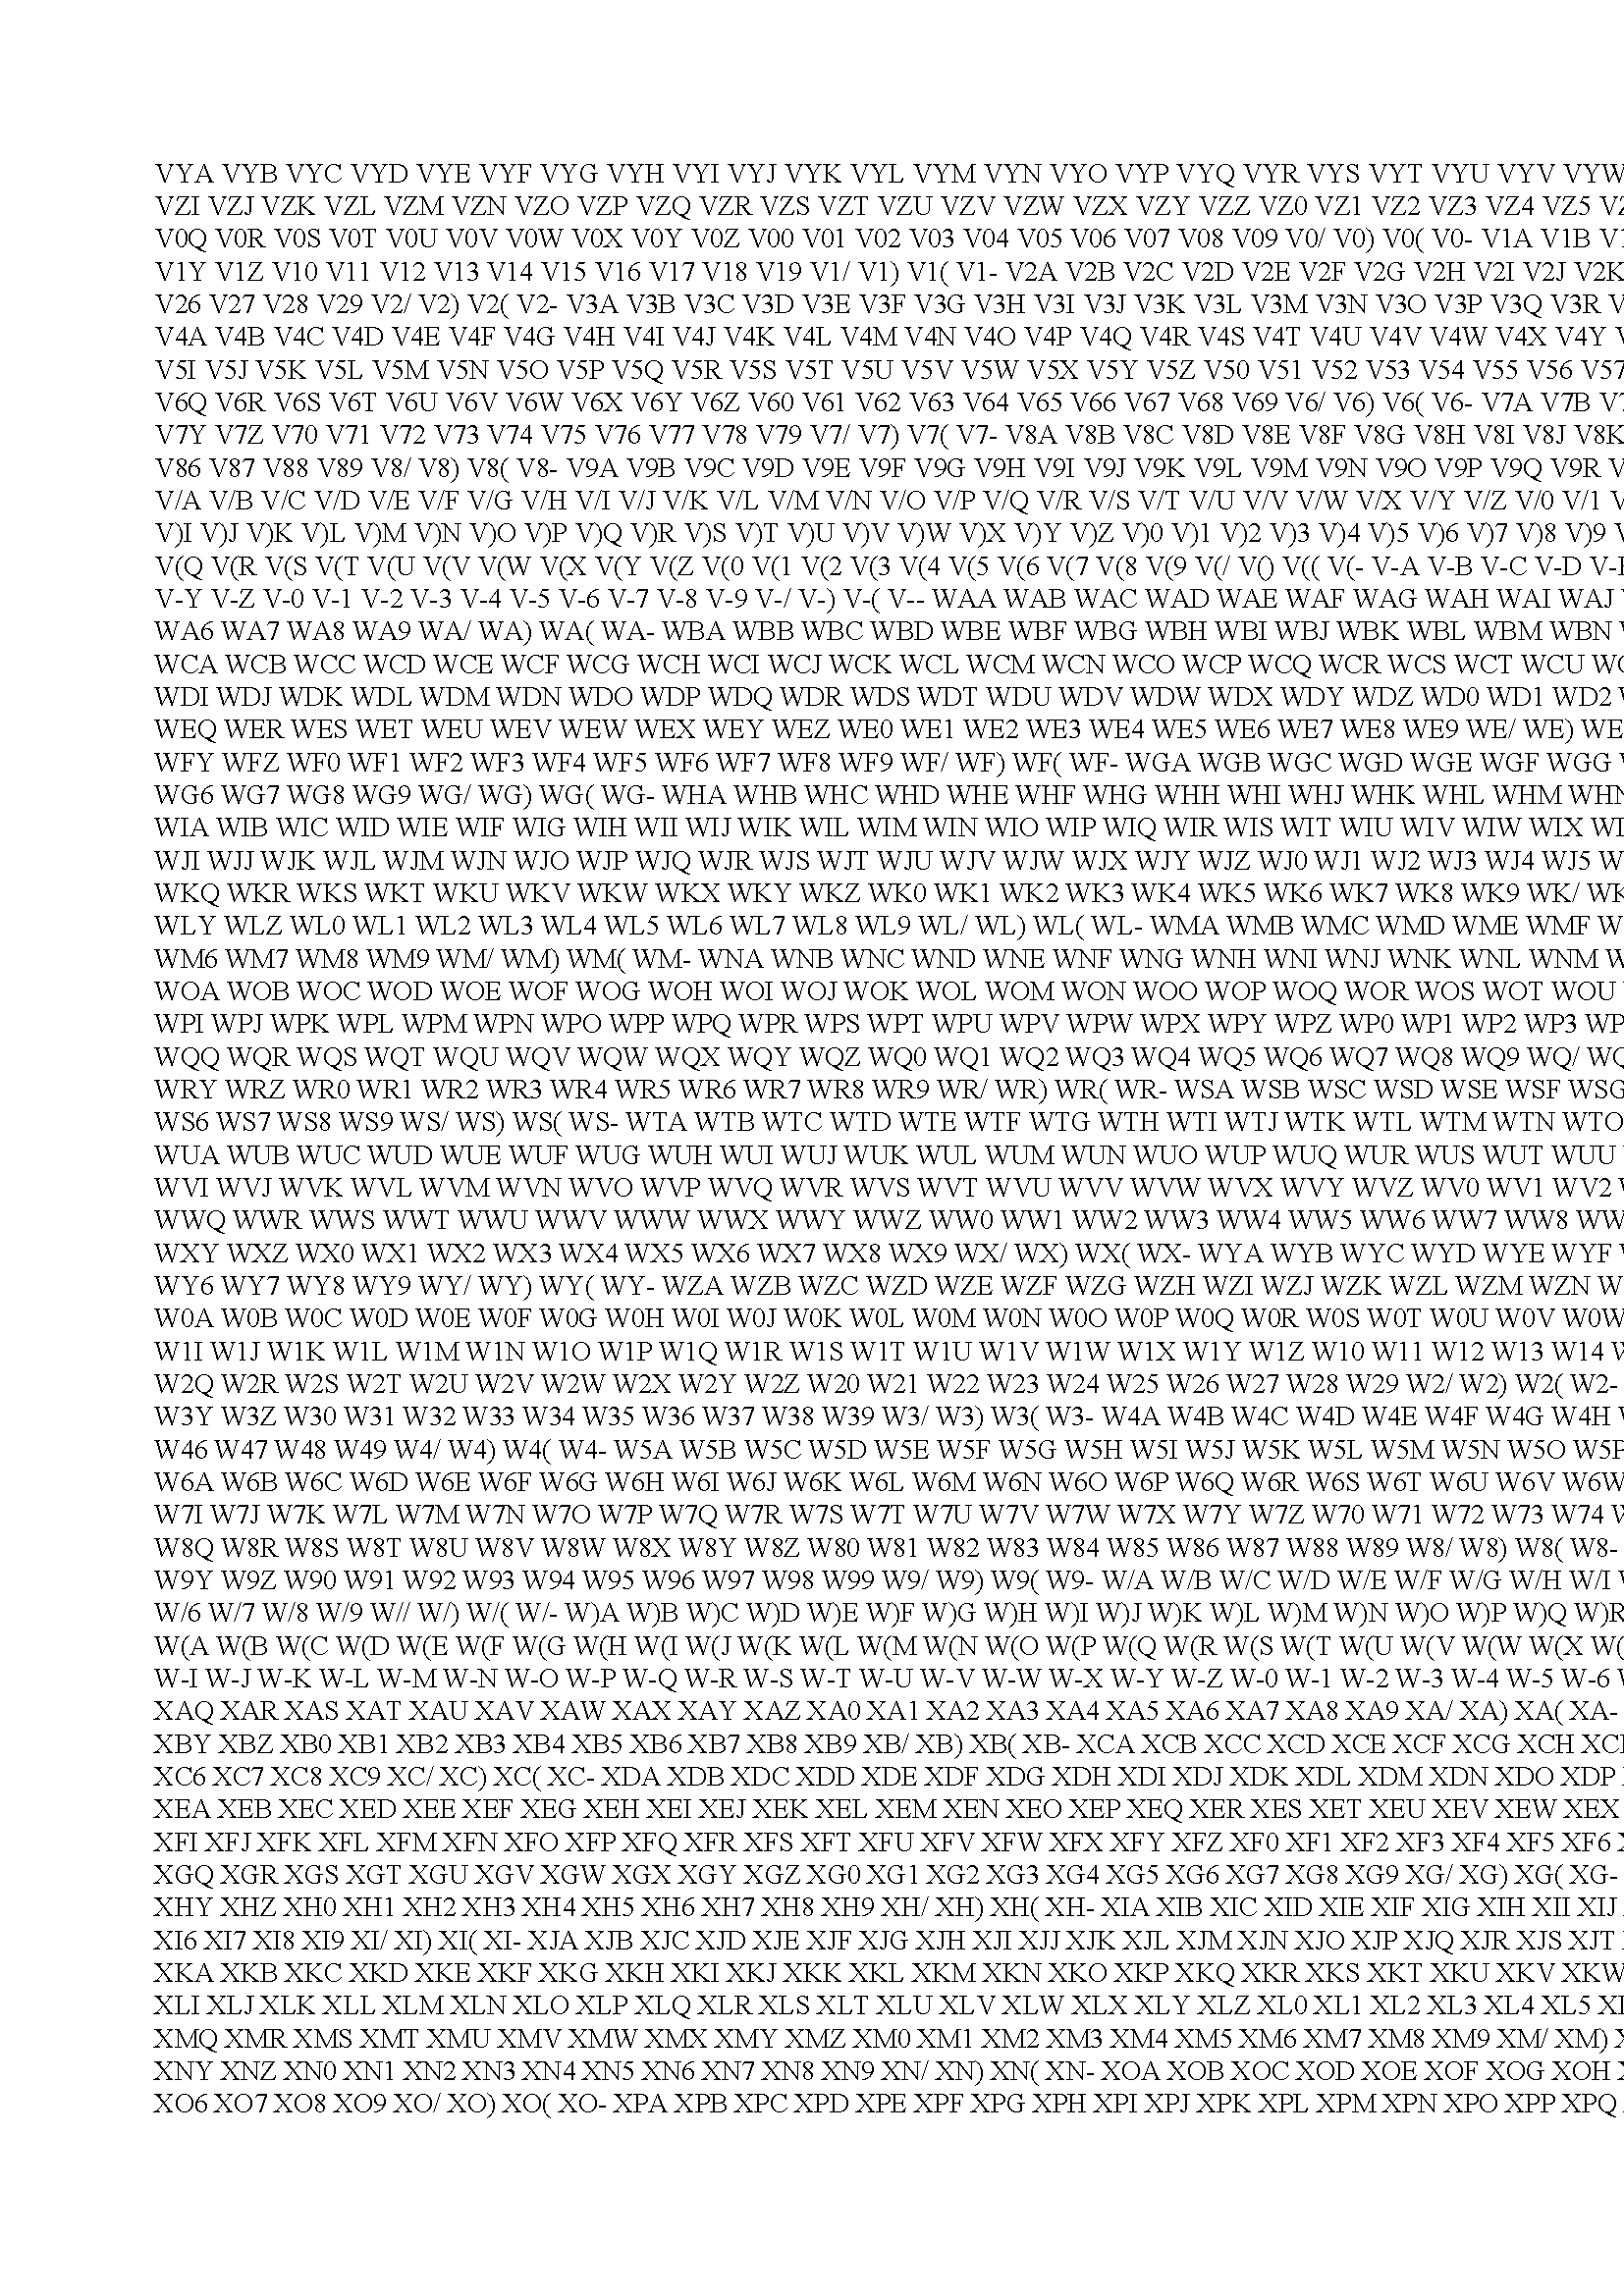 VYA VYB VYC VYD VYE VYF VYG VYH VYI VYJ VYK VYL VYM VYN VYO VYP VYQ VYR VYS VYT VYU VYV VYW
VZI VZJ VZK VZL VZM VZN VZO VZP VZQ VZR VZS VZT VZU VZV VZW VZX VZY VZZ VZ0 VZ1 VZ2 VZ3 VZ4 VZ5
V0Q V0R V0S V0T V0U V0V V0W V0X V0Y V0Z V00 V01 V02 V03 V04 V05 V06 V07 V08 V09 V0/ V0) V0( V0- V1A V1B
V1Y V1Z V10 V11 V12 V13 V14 V15 V16 V17 V18 V19 V1/ V1) V1( V1- V2A V2B V2C V2D V2E V2F V2G V2H V2I V2J V2K
V26 V27 V28 V29 V2/ V2) V2( V2- V3A V3B V3C V3D V3E V3F V3G V3H V3I V3J V3K V3L V3M V3N V3O V3P V3Q V3R
V4A V4B V4C V4D V4E V4F V4G V4H V4I V4J V4K V4L V4M V4N V4O V4P V4Q V4R V4S V4T V4U V4V V4W V4X V4Y
V5I V5J V5K V5L V5M V5N V5O V5P V5Q V5R V5S V5T V5U V5V V5W V5X V5Y V5Z V50 V51 V52 V53 V54 V55 V56 V57
V6Q V6R V6S V6T V6U V6V V6W V6X V6Y V6Z V60 V61 V62 V63 V64 V65 V66 V67 V68 V69 V6/ V6) V6( V6- V7A V7B
V7Y V7Z V70 V71 V72 V73 V74 V75 V76 V77 V78 V79 V7/ V7) V7( V7- V8A V8B V8C V8D V8E V8F V8G V8H V8I V8J V8K
V86 V87 V88 V89 V8/ V8) V8( V8- V9A V9B V9C V9D V9E V9F V9G V9H V9I V9J V9K V9L V9M V9N V9O V9P V9Q V9R
V/A V/B V/C V/D V/E V/F V/G V/H V/I V/J V/K V/L V/M V/N V/O V/P V/Q V/R V/S V/T V/U V/V V/W V/X V/Y V/Z V/0 V/1
V)I V)J V)K V)L V)M V)N V)O V)P V)Q V)R V)S V)T V)U V)V V)W V)X V)Y V)Z V)0 V)1 V)2 V)3 V)4 V)5 V)6 V)7 V)8 V)9
V(Q V(R V(S V(T V(U V(V V(W V(X V(Y V(Z V(0 V(1 V(2 V(3 V(4 V(5 V(6 V(7 V(8 V(9 V(/ V() V(( V(- V-A V-B V-C V-D
V-Y V-Z V-0 V-1 V-2 V-3 V-4 V-5 V-6 V-7 V-8 V-9 V-/ V-) V-( V-- WAA WAB WAC WAD WAE WAF WAG WAH WAI WAJ
WA6 WA7 WA8 WA9 WA/ WA) WA( WA- WBA WBB WBC WBD WBE WBF WBG WBH WBI WBJ WBK WBL WBM WBN
WCA WCB WCC WCD WCE WCF WCG WCH WCI WCJ WCK WCL WCM WCN WCO WCP WCQ WCR WCS WCT WCU
WDI WDJ WDK WDL WDM WDN WDO WDP WDQ WDR WDS WDT WDU WDV WDW WDX WDY WDZ WD0 WD1 WD2
WEQ WER WES WET WEU WEV WEW WEX WEY WEZ WE0 WE1 WE2 WE3 WE4 WE5 WE6 WE7 WE8 WE9 WE/ WE)
WFY WFZ WF0 WF1 WF2 WF3 WF4 WF5 WF6 WF7 WF8 WF9 WF/ WF) WF( WF- WGA WGB WGC WGD WGE WGF WGG
WG6 WG7 WG8 WG9 WG/ WG) WG( WG- WHA WHB WHC WHD WHE WHF WHG WHH WHI WHJ WHK WHL WHM WHN
WIA WIB WIC WID WIE WIF WIG WIH WII WIJ WIK WIL WIM WIN WIO WIP WIQ WIR WIS WIT WIU WIV WIW WIX
WJI WJJ WJK WJL WJM WJN WJO WJP WJQ WJR WJS WJT WJU WJV WJW WJX WJY WJZ WJ0 WJ1 WJ2 WJ3 WJ4 WJ5
WKQ WKR WKS WKT WKU WKV WKW WKX WKY WKZ WK0 WK1 WK2 WK3 WK4 WK5 WK6 WK7 WK8 WK9 WK/
WLY WLZ WL0 WL1 WL2 WL3 WL4 WL5 WL6 WL7 WL8 WL9 WL/ WL) WL( WL- WMA WMB WMC WMD WME WMF
WM6 WM7 WM8 WM9 WM/ WM) WM( WM- WNA WNB WNC WND WNE WNF WNG WNH WNI WNJ WNK WNL WNM
WOA WOB WOC WOD WOE WOF WOG WOH WOI WOJ WOK WOL WOM WON WOO WOP WOQ WOR WOS WOT WOU
WPI WPJ WPK WPL WPM WPN WPO WPP WPQ WPR WPS WPT WPU WPV WPW WPX WPY WPZ WP0 WP1 WP2 WP3
WQQ WQR WQS WQT WQU WQV WQW WQX WQY WQZ WQ0 WQ1 WQ2 WQ3 WQ4 WQ5 WQ6 WQ7 WQ8 WQ9 WQ/
WRY WRZ WR0 WR1 WR2 WR3 WR4 WR5 WR6 WR7 WR8 WR9 WR/ WR) WR( WR- WSA WSB WSC WSD WSE WSF WSG
WS6 WS7 WS8 WS9 WS/ WS) WS( WS- WTA WTB WTC WTD WTE WTF WTG WTH WTI WTJ WTK WTL WTM WTN WTO
WUA WUB WUC WUD WUE WUF WUG WUH WUI WUJ WUK WUL WUM WUN WUO WUP WUQ WUR WUS WUT WUU
WVI WVJ WVK WVL WVM WVN WVO WVP WVQ WVR WVS WVT WVU WVV WVW WVX WVY WVZ WV0 WV1 WV2
WWQ WWR WWS WWT WWU WWV WWW WWX WWY WWZ WW0 WW1 WW2 WW3 WW4 WW5 WW6 WW7 WW8
WXY WXZ WX0 WX1 WX2 WX3 WX4 WX5 WX6 WX7 WX8 WX9 WX/ WX) WX( WX- WYA WYB WYC WYD WYE WYF
WY6 WY7 WY8 WY9 WY/ WY) WY( WY- WZA WZB WZC WZD WZE WZF WZG WZH WZI WZJ WZK WZL WZM WZN
W0A W0B W0C W0D W0E W0F W0G W0H W0I W0J W0K W0L W0M W0N W0O W0P W0Q W0R W0S W0T W0U W0V W0W
W1I W1J W1K W1L W1M W1N W1O W1P W1Q W1R W1S W1T W1U W1V W1W W1X W1Y W1Z W10 W11 W12 W13 W14
W2Q W2R W2S W2T W2U W2V W2W W2X W2Y W2Z W20 W21 W22 W23 W24 W25 W26 W27 W28 W29 W2/ W2) W2( W2-
W3Y W3Z W30 W31 W32 W33 W34 W35 W36 W37 W38 W39 W3/ W3) W3( W3- W4A W4B W4C W4D W4E W4F W4G W4H
W46 W47 W48 W49 W4/ W4) W4( W4- W5A W5B W5C W5D W5E W5F W5G W5H W5I W5J W5K W5L W5M W5N W5O W5P
W6A W6B W6C W6D W6E W6F W6G W6H W6I W6J W6K W6L W6M W6N W6O W6P W6Q W6R W6S W6T W6U W6V W6W
W7I W7J W7K W7L W7M W7N W7O W7P W7Q W7R W7S W7T W7U W7V W7W W7X W7Y W7Z W70 W71 W72 W73 W74
W8Q W8R W8S W8T W8U W8V W8W W8X W8Y W8Z W80 W81 W82 W83 W84 W85 W86 W87 W88 W89 W8/ W8) W8( W8-
W9Y W9Z W90 W91 W92 W93 W94 W95 W96 W97 W98 W99 W9/ W9) W9( W9- W/A W/B W/C W/D W/E W/F W/G W/H W/I
W/6 W/7 W/8 W/9 W// W/) W/( W/- W)A W)B W)C W)D W)E W)F W)G W)H W)I W)J W)K W)L W)M W)N W)O W)P W)Q W)R
W(A W(B W(C W(D W(E W(F W(G W(H W(I W(J W(K W(L W(M W(N W(O W(P W(Q W(R W(S W(T W(U W(V W(W W(X
W-I W-J W-K W-L W-M W-N W-O W-P W-Q W-R W-S W-T W-U W-V W-W W-X W-Y W-Z W-0 W-1 W-2 W-3 W-4 W-5 W-6
XAQ XAR XAS XAT XAU XAV XAW XAX XAY XAZ XA0 XA1 XA2 XA3 XA4 XA5 XA6 XA7 XA8 XA9 XA/ XA) XA( XA-
XBY XBZ XB0 XB1 XB2 XB3 XB4 XB5 XB6 XB7 XB8 XB9 XB/ XB) XB( XB- XCA XCB XCC XCD XCE XCF XCG XCH XCI
XC6 XC7 XC8 XC9 XC/ XC) XC( XC- XDA XDB XDC XDD XDE XDF XDG XDH XDI XDJ XDK XDL XDM XDN XDO XDP
XEA XEB XEC XED XEE XEF XEG XEH XEI XEJ XEK XEL XEM XEN XEO XEP XEQ XER XES XET XEU XEV XEW XEX
XFI XFJ XFK XFL XFM XFN XFO XFP XFQ XFR XFS XFT XFU XFV XFW XFX XFY XFZ XF0 XF1 XF2 XF3 XF4 XF5 XF6
XGQ XGR XGS XGT XGU XGV XGW XGX XGY XGZ XG0 XG1 XG2 XG3 XG4 XG5 XG6 XG7 XG8 XG9 XG/ XG) XG( XG-
XHY XHZ XH0 XH1 XH2 XH3 XH4 XH5 XH6 XH7 XH8 XH9 XH/ XH) XH( XH- XIA XIB XIC XID XIE XIF XIG XIH XII XIJ
XI6 XI7 XI8 XI9 XI/ XI) XI( XI- XJA XJB XJC XJD XJE XJF XJG XJH XJI XJJ XJK XJL XJM XJN XJO XJP XJQ XJR XJS XJT
XKA XKB XKC XKD XKE XKF XKG XKH XKI XKJ XKK XKL XKM XKN XKO XKP XKQ XKR XKS XKT XKU XKV XKW
XLI XLJ XLK XLL XLM XLN XLO XLP XLQ XLR XLS XLT XLU XLV XLW XLX XLY XLZ XL0 XL1 XL2 XL3 XL4 XL5
XMQ XMR XMS XMT XMU XMV XMW XMX XMY XMZ XM0 XM1 XM2 XM3 XM4 XM5 XM6 XM7 XM8 XM9 XM/ XM)
XNY XNZ XN0 XN1 XN2 XN3 XN4 XN5 XN6 XN7 XN8 XN9 XN/ XN) XN( XN- XOA XOB XOC XOD XOE XOF XOG XOH
XO6 XO7 XO8 XO9 XO/ XO) XO( XO- XPA XPB XPC XPD XPE XPF XPG XPH XPI XPJ XPK XPL XPM XPN XPO XPP XPQ